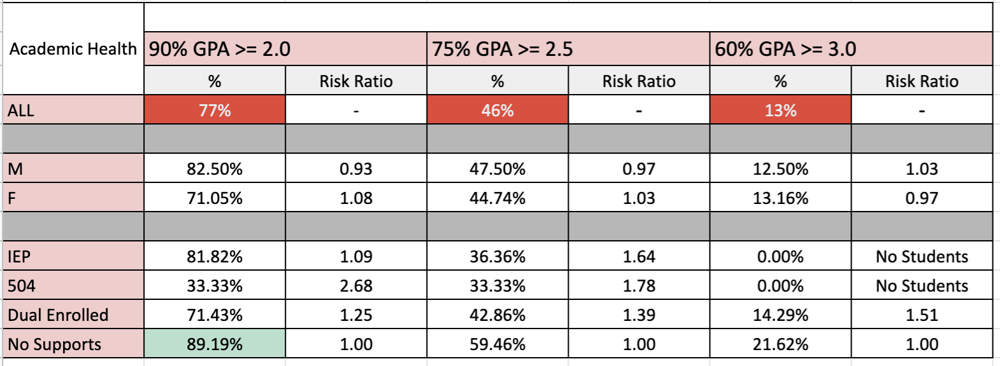 Academic Health 90% GPA >= 2.0 75% GPA >= 2.5 60% GPA >= 3.0
% Risk Ratio % Risk Ratio % Risk Ratio
ALL 77% - 46% - 13% -
M 82.50% 0.93 47.50% 0.97 12.50% 1.03
F 71.05% 1.08 44.74% 1.03 13.16% 0.97
IEP 81.82% 1.09 36.36% 1.64 0.00% No Students
504 33.33% 2.68 33.33% 1.78 0.00% No Students
Dual Enrolled 71.43% 1.25 42.86% 1.39 14.29% 1.51
No Supports 89.19% 1.00 59.46% 1.00 21.62% 1.00